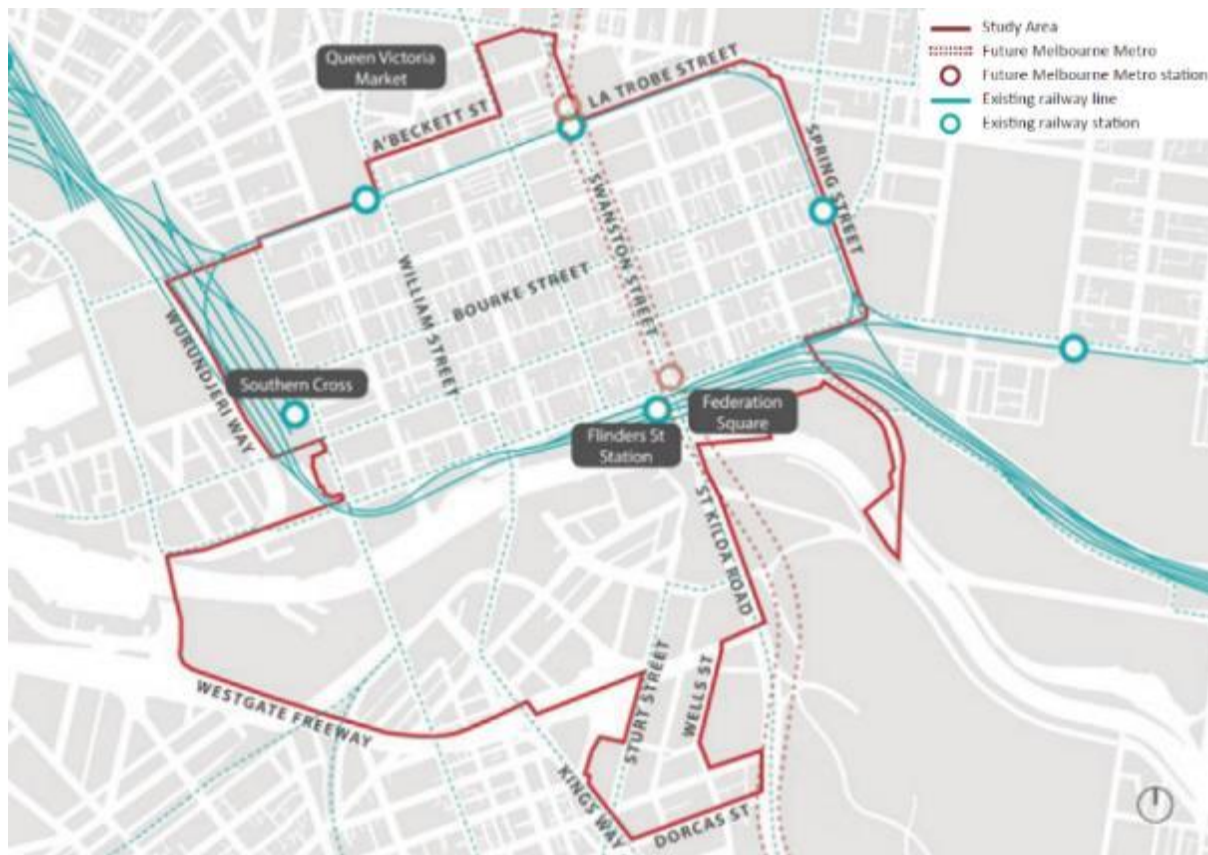 Study Area
Future Melbourne Metro
Future Melbourne Metro station
Existing railway line
Existing railway station
Queen Victoria
Market
LA TROBE STREET
A'BECKETT ST
SPRING STREET
SWANSTON STREET
WILLIAM STREET
BOURKE STREET
WURUNDJERI WAY
Southern Cross
Federation
Square
Flinders St
Station
ST KILDA ROAD
STURT STREET
WELLS ST
WESTGATE FREEWAY
KINGS WAY
DORCAS ST